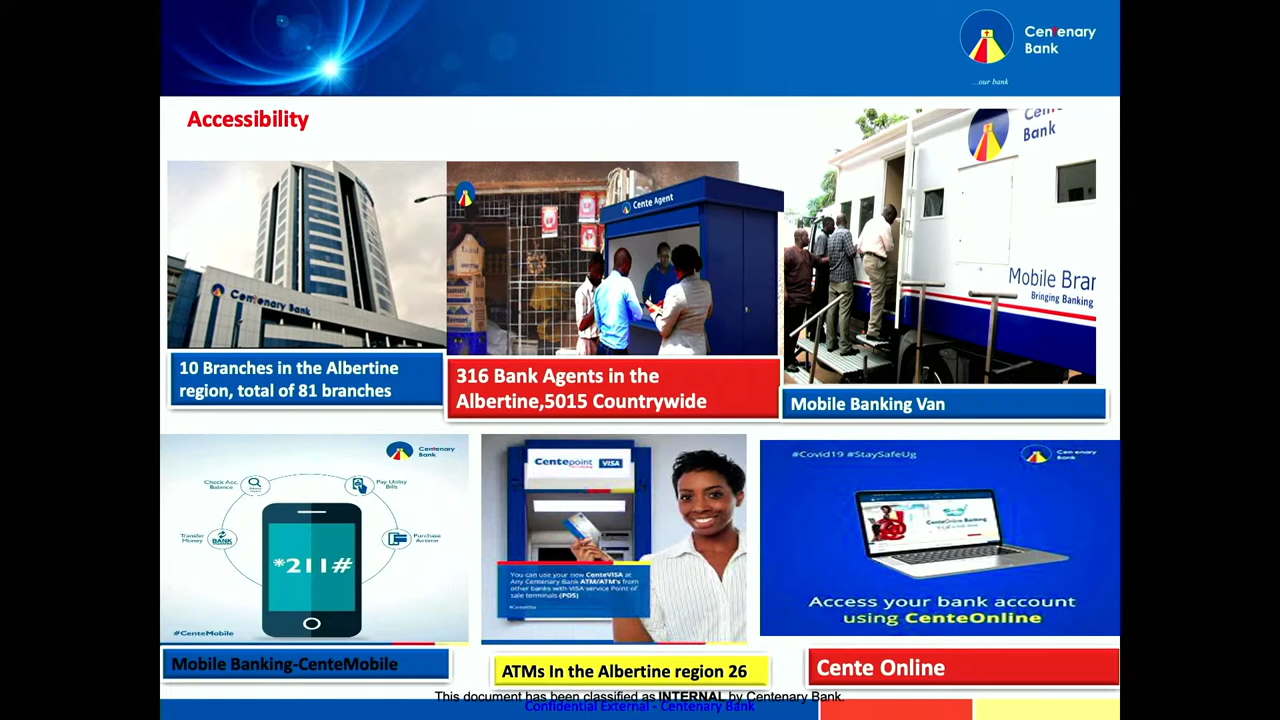 Centenary
Bank
...our bank
Accessibility
Centenary Bank
10 Branches in the Albertine
region, total of 81 branches
Cente Agent
316 Bank Agents in the
Albertine,5015 Countrywide
Bank
Mobile Bran
Bringing Banking
Mobile Banking Van
Centenary
Bank
Check Acc.
Balance
Pay Utility
Bills
Transfer
Money
BANK
Purchase
Airtime
*211#
#CenteMobile
Mobile Banking-CenteMobile
Centepoint
VISA
You can use your new CenteVISA at
Any Centenary Bank ATM/ATM's from
other banks with VISA service Point of
sale terminals (POS)
#CenteVisa
ATMs In the Albertine region 26
#Covid19 #StaySafeUg
Centenary
Bank
CenteOnline Banking
Access your bank account
using CenteOnline
Cente Online
This document has been classified as INTERNAL by Centenary Bank.
Confidential External - Centenary Bank